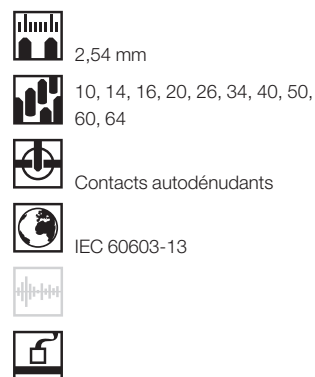 2,54 mm
10, 14, 16, 20, 26, 34, 40, 50,
60, 64
Contacts autodénudants
IEC 60603-13